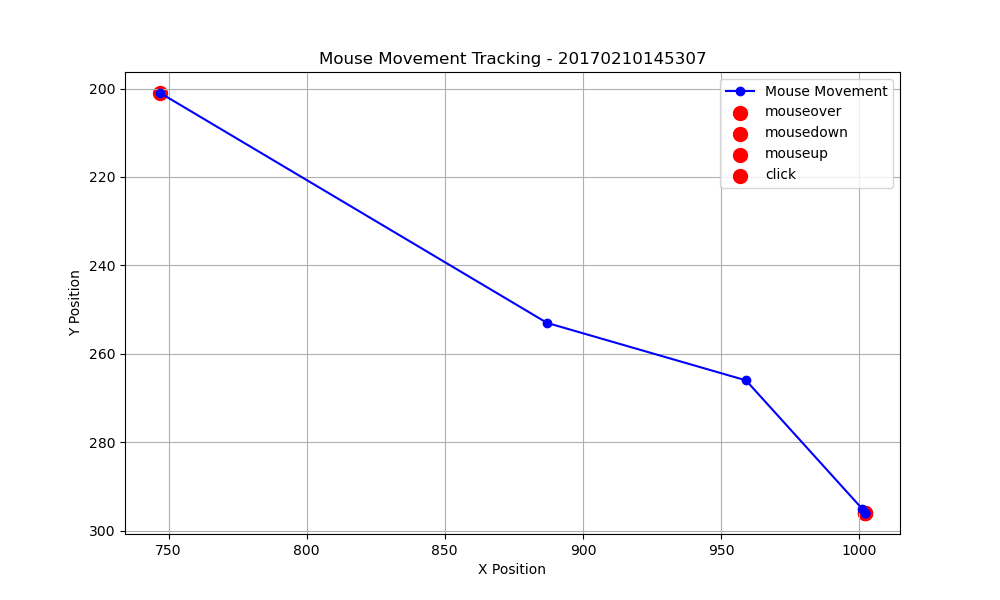 Mouse Movement Tracking - 20170210145307
Mouse Movement
mouseover
mousedown
mouseup
click
Y Position
200
220
240
260
280
300
750
800
850
900
950
1000
X Position